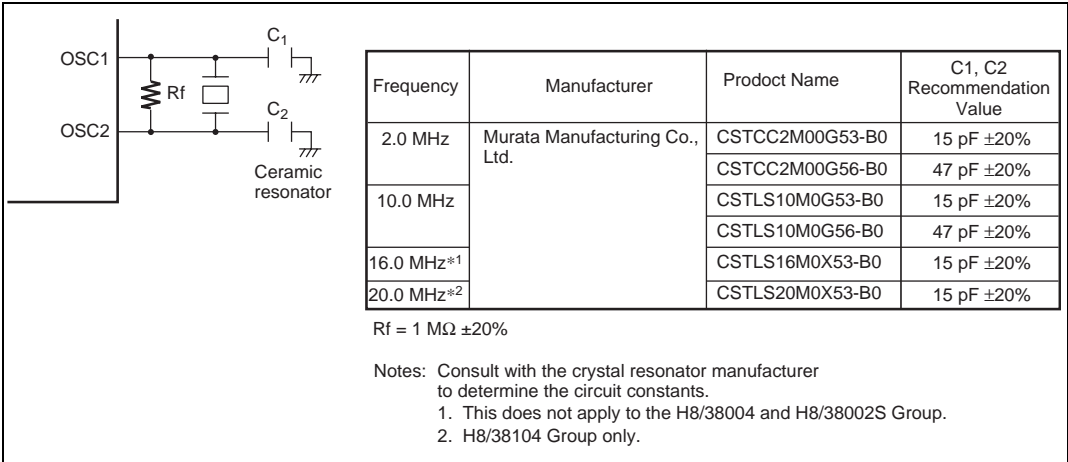 OSC1
C1
Rf
OSC2
C2
Ceramic
resonator
Frequency
Manufacturer
Prodoct Name
C1, C2
Recommendation
Value
2.0 MHz
Murata Manufacturing Co.,
Ltd.
CSTCC2M00G53-B0
15 pF ±20%
CSTCC2M00G56-B0
47 pF ±20%
10.0 MHz
CSTLS10M0G53-B0
15 pF ±20%
CSTLS10M0G56-B0
47 pF ±20%
16.0 MHz*1
CSTLS16M0X53-B0
15 pF ±20%
20.0 MHz*2
CSTLS20M0X53-B0
15 pF ±20%
Rf = 1 MΩ ±20%
Notes: Consult with the crystal resonator manufacturer
to determine the circuit constants.
1. This does not apply to the H8/38004 and H8/38002S Group.
2. H8/38104 Group only.